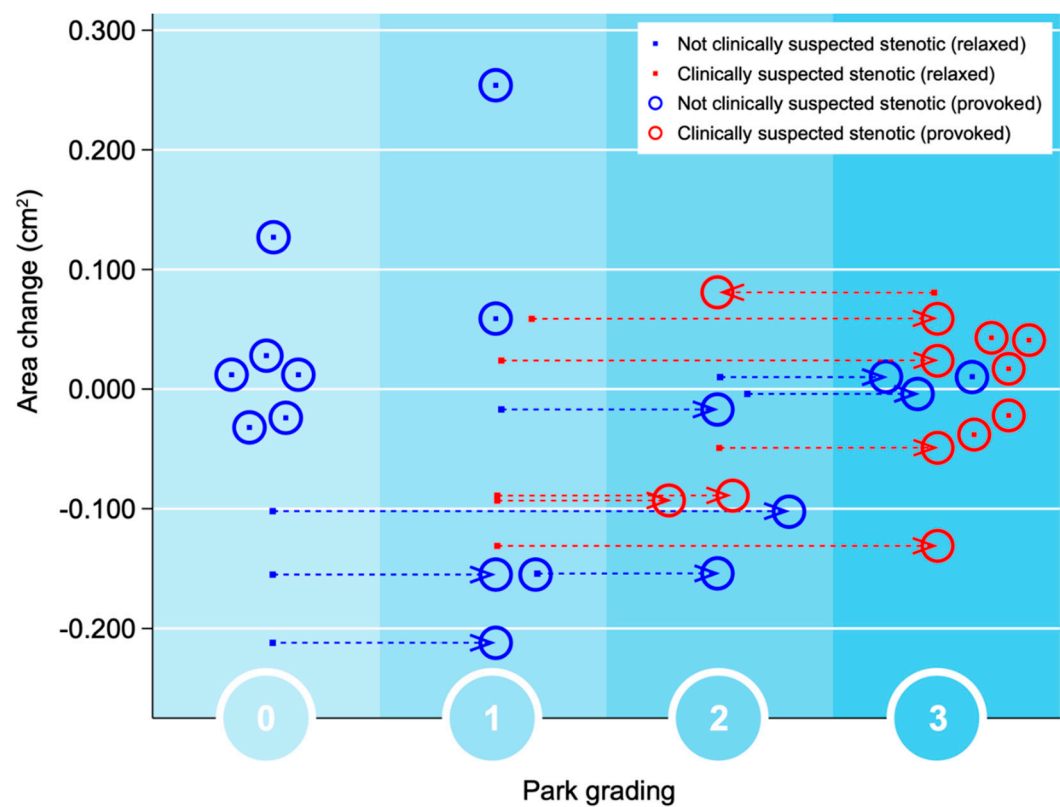 0.300
0.200
0.100
0.000
-0.100
-0.200
Area change (cm²)
Not clinically suspected stenotic (relaxed)
Clinically suspected stenotic (relaxed)
Not clinically suspected stenotic (provoked)
Clinically suspected stenotic (provoked)
0
1
2
3
Park grading